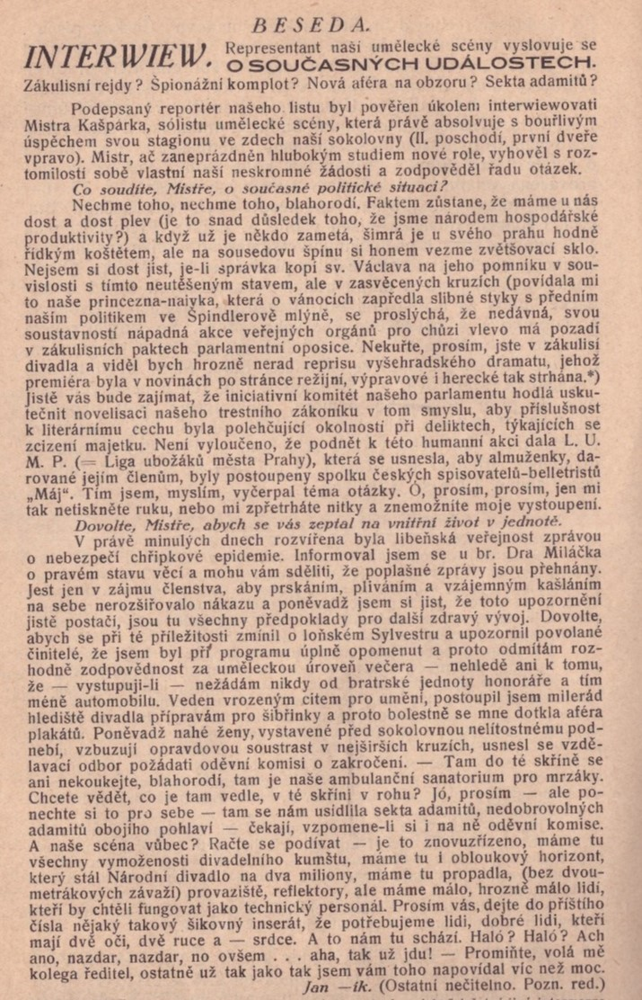 BESEDA.
INTERWIEW. Representant naší umělecké scény vyslovuje se
O SOUČASNÝCH UDÁLOSTECH.
Zákulisní rejdy? Špionážní komplot? Nová aféra na obzoru? Sekta adamitů?
Podepsaný reportér našeho listu byl pověřen úkolem interwiewovati
Mistra Kašpárka, sólistu umělecké scény, která právě absolvuje s bouřlivým
úspěchem svou stagionu ve zdech naší sokolovny (II. poschodí, první dveře
vpravo). Mistr, ač zaneprázdněn hlubokým studiem nové role, vyhověl s roz-
tomilostí sobě vlastní naší neskromné žádosti a zodpověděl řadu otázek.
Co soudíte, Mistře, o současné politické situaci?
Nechme toho, nechme toho, blahorodí. Faktem zůstane, že máme u nás
dost a dost plev (je to snad důsledek toho, že jsme národem hospodářské
produktivity?) a když už je někdo zametá, šimrá je u svého prahu hodně
řídkým koštětem, ale na sousedovu špínu si honem vezme zvětšovací sklo.
Nejsem si dost jist, je-li správka kopí sv. Václava na jeho pomníku v sou-
vislosti s tímto neutěšeným stavem, ale v zasvěcených kruzích (povídala mi
to naše princezna-naivka, která o vánocích zapředla slibné styky s předním
naším politikem ve Špindlerově mlýně, se proslýchá, že nedávná, svou
soustavností nápadná akce veřejných orgánů pro chůzi vlevo má pozadí
v zákulisních paktech parlamentní oposice. Nekuřte, prosím, jste v zákulisí
divadla a viděl bych hrozně nerad reprisu vyšehradského dramatu, jehož
premiéra byla v novinách po stránce režijní, výpravové i herecké tak strhána.*)
Jistě vás bude zajímat, že iniciativní komitét našeho parlamentu hodlá usku-
tečnit novelisaci našeho trestního zákoníku v tom smyslu, aby příslušnost
k literárnímu cechu byla polehčující okolností při deliktech, týkajících se
zcizení majetku. Není vyloučeno, že podnět k této humanní akci dala L. U.
M. P. (= Liga ubožáků města Prahy), která se usnesla, aby almuženky, da-
rované jejím členům, byly postoupeny spolku českých spisovatelů-belletristů
„Máj“. Tím jsem, myslím, vyčerpal téma otázky. Ó, prosím, prosím, jen mi
tak netiskněte ruku, nebo mi zpřetrháte nitky a znemožníte moje vystoupení.
Dovolte, Mistře, abych se vás zeptal na vnitřní život v jednotě.
V právě minulých dnech rozvířena byla libeňská veřejnost zprávou
o nebezpečí chřipkové epidemie. Informoval jsem se u br. Dra Miláčka
o pravém stavu věcí a mohu vám sděliti, že poplašné zprávy jsou přehnány.
Jest jen v zájmu členstva, aby prskáním, pliváním a vzájemným kašláním
na sebe nerozšiřovalo nákazu a poněvadž jsem si jist, že toto upozornění
jistě postačí, jsou tu všechny předpoklady pro další zdravý vývoj. Dovolte,
abych se při té příležitosti zmínil o loňském Sylvestru a upozornil povolané
činitelé, že jsem byl při programu úplně opomenut a proto odmítám roz-
hodně zodpovědnost za uměleckou úroveň večera — nehledě ani k tomu,
že — vystupuji-li — nežádám nikdy od bratrské jednoty honoráře a tím
méně automobilu. Veden vrozeným citem pro umění, postoupil jsem milerád
hlediště divadla přípravám pro šibřinky a proto bolestně se mne dotkla aféra
plakátů. Poněvadž nahé ženy, vystavené před sokolovnou nelítostnému pod-
nebí, vzbuzují opravdovou soustrast v nejširších kruzích, usnesl se vzdě-
lavací odbor požádati oděvní komisi o zakročení. — Tam do té skříně se
ani nekoukejte, blahorodí, tam je naše ambulanční sanatorium pro mrzáky.
Chcete vědět, co je tam vedle, v té skříni v rohu? Jó, prosím — ale po-
nechte si to pro sebe — tam se nám usídlila sekta adamitů, nedobrovolných
adamitů obojího pohlaví — čekají, vzpomene-li si i na ně oděvní komise.
A naše scéna vůbec? Račte se podívat — je to znovuzřízeno, máme tu
všechny vymoženosti divadelního kumštu, máme tu i obloukový horizont,
který stál Národní divadlo na dva miliony, máme tu propadla, (bez dvou-
metrákových závaží) provaziště, reflektory, ale máme málo, hrozně málo lidí,
kteří by chtěli fungovat jako technický personál. Prosím vás, dejte do příštího
čísla nějaký takový šikovný inserát, že potřebujeme lidi, dobré lidi, kteří
mají dvě oči, dvě ruce a — srdce. A to nám tu schází. Haló? Haló? Ach
ano, nazdar, nazdar, no ovšem . . . aha, tak už jdu! — Promiňte, volá mě
kolega ředitel, ostatně už tak jako tak jsem vám toho napovídal víc než moc.
Jan —ík. (Ostatní nečitelno. Pozn. red.)